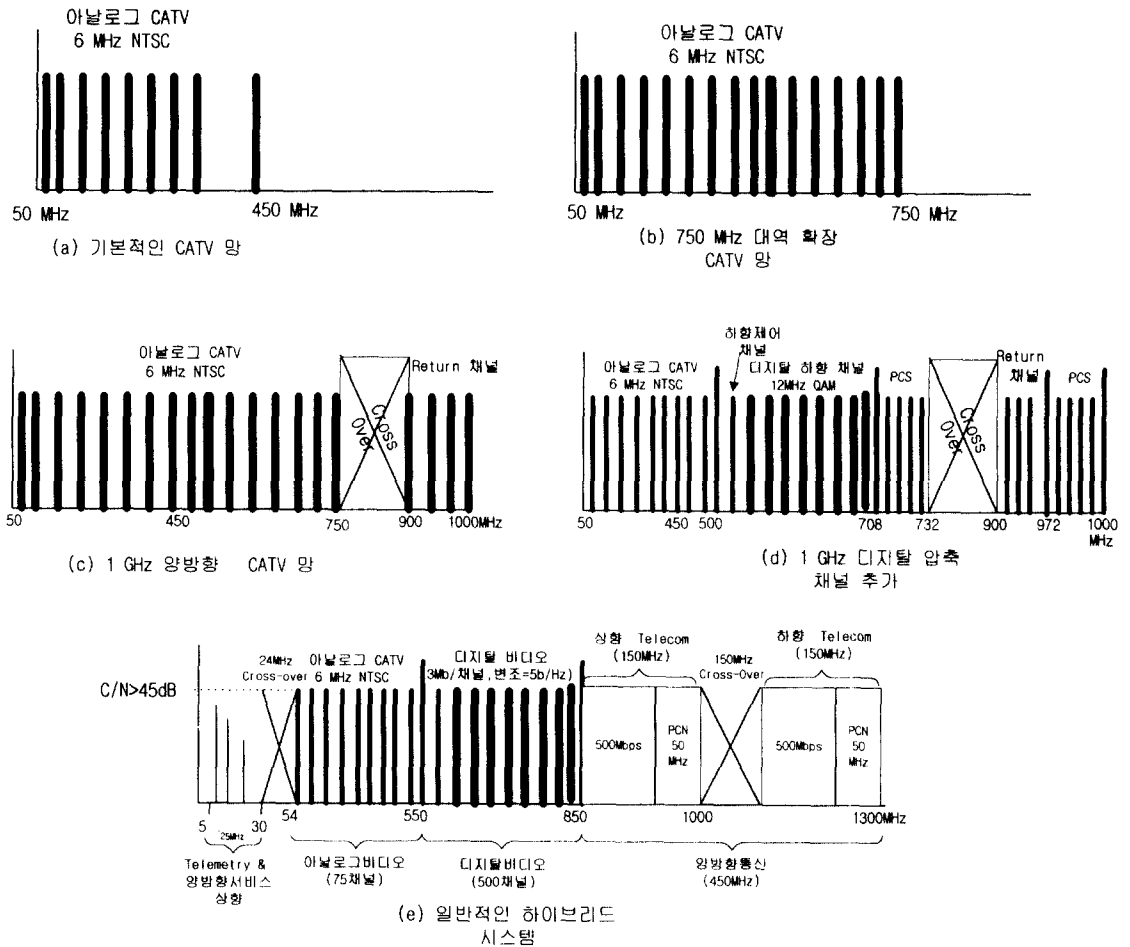 아날로그 CATV
6 MHz NTSC
50 MHz
450 MHz
(a) 기본적인 CATV 망
아날로그 CATV
6 MHz NTSC
50 MHz
750 MHz
(b) 750 MHz 대역 확장
CATV 망
아날로그 CATV
6 MHz NTSC
Return 채널
Cross
Over
50
450
750
900
1000MHz
(c) 1 GHz 양방향 CATV 망
하향제어
채널
아날로그 CATV
6 MHz NTSC
디지탈 하향 채널
12MHz QAM
PCS
Return
채널
PCS
Cross
Over
50
450
500
708
732
900
972
1000
MHz
(d) 1 GHz 디지탈 압축
채널 추가
C/N>45dB
24MHz
Cross-over
아날로그 CATV
6 MHz NTSC
디지탈 비디오
3Mb/채널,변조=5b/Hz)
상향 Telecom
(150MHz)
150MHz
Cross-Over
하향 Telecom
(150MHz)
500Mbps
PCN
50
MHz
500Mbps
PCN
50
MHz
5
25MHz
30
54
550
850
1000
1300MHz
Telemetry &
양방향서비스
상향
아날로그비디오
(75채널)
디지탈비디오
(500채널)
양방향통신
(450MHz)
(e) 일반적인 하이브리드
시스템